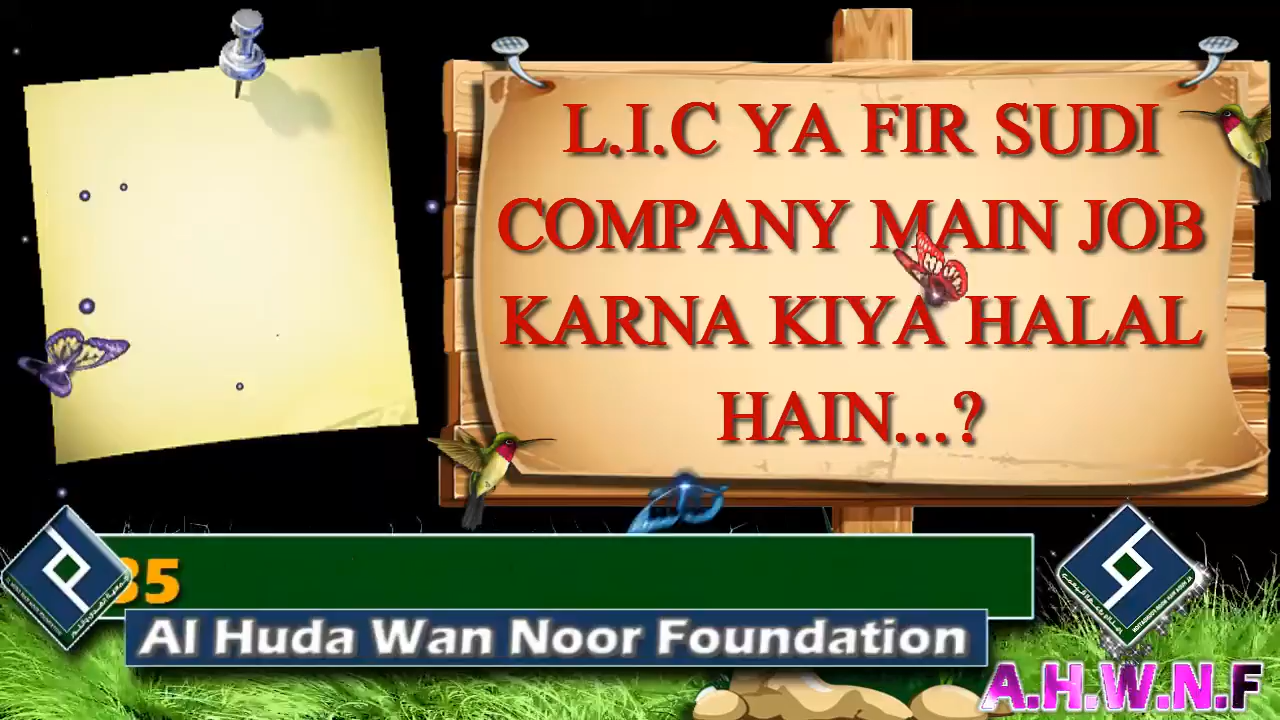 L.I.C YA FIR SUDI
COMPANY MAIN JOB
KARNA KIYA HALAL
HAIN...?
35
Al Huda Wan Noor Foundation
A.H.W.N.F